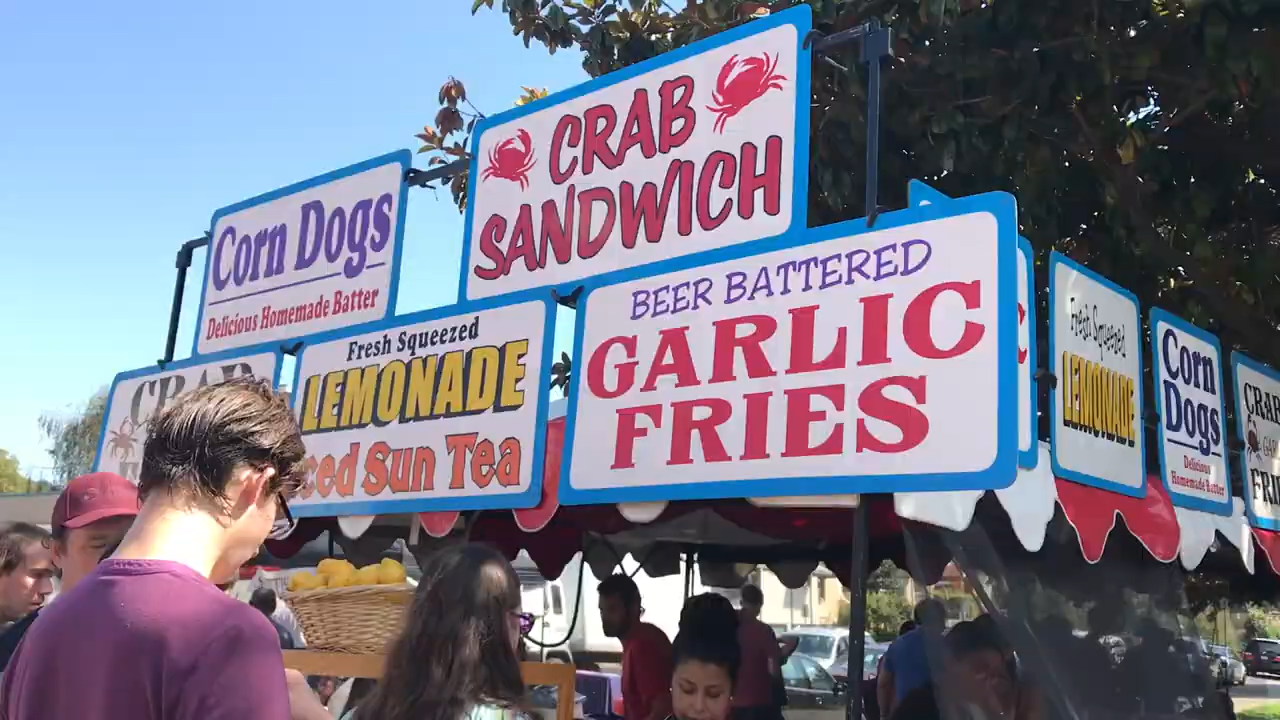 CRAB
SANDWICH
Corn Dogs
Delicious Homemade Batter
BEER BATTERED
GARLIC
FRIES
Fresh Squeezed
LEMONADE
Sun Tea
CRAB
Fresh Squeezed
LEMONADE
Corn
Dogs
Delicious
Homemade Batter